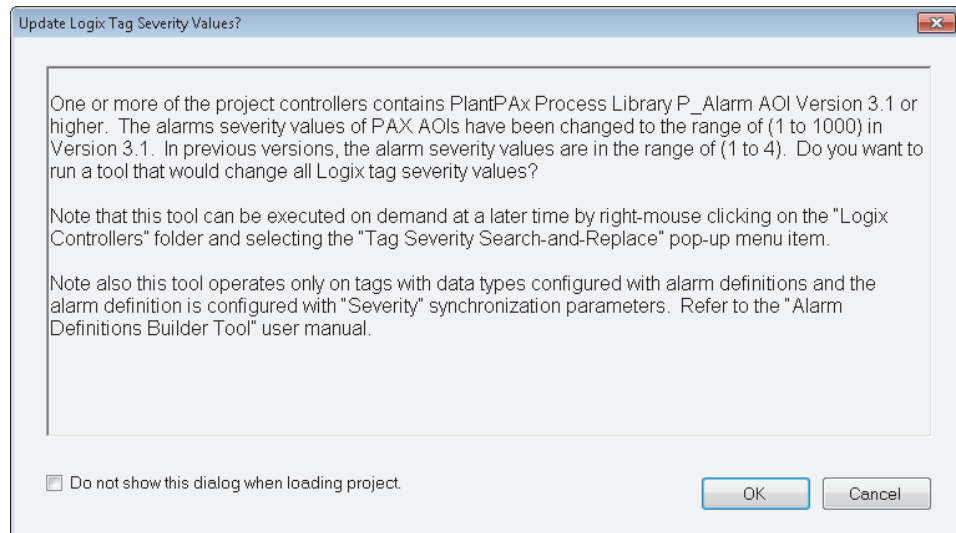 Update Logix Tag Severity Values?
One or more of the project controllers contains PlantPAx Process Library P_Alarm AOI Version 3.1 or
higher. The alarms severity values of PAX AOIs have been changed to the range of (1 to 1000) in
Version 3.1. In previous versions, the alarm severity values are in the range of (1 to 4). Do you want to
run a tool that would change all Logix tag severity values?
Note that this tool can be executed on demand at a later time by right-mouse clicking on the "Logix
Controllers" folder and selecting the "Tag Severity Search-and-Replace" pop-up menu item.
Note also this tool operates only on tags with data types configured with alarm definitions and the
alarm definition is configured with "Severity" synchronization parameters. Refer to the "Alarm
Definitions Builder Tool" user manual.
Do not show this dialog when loading project.
OK
Cancel